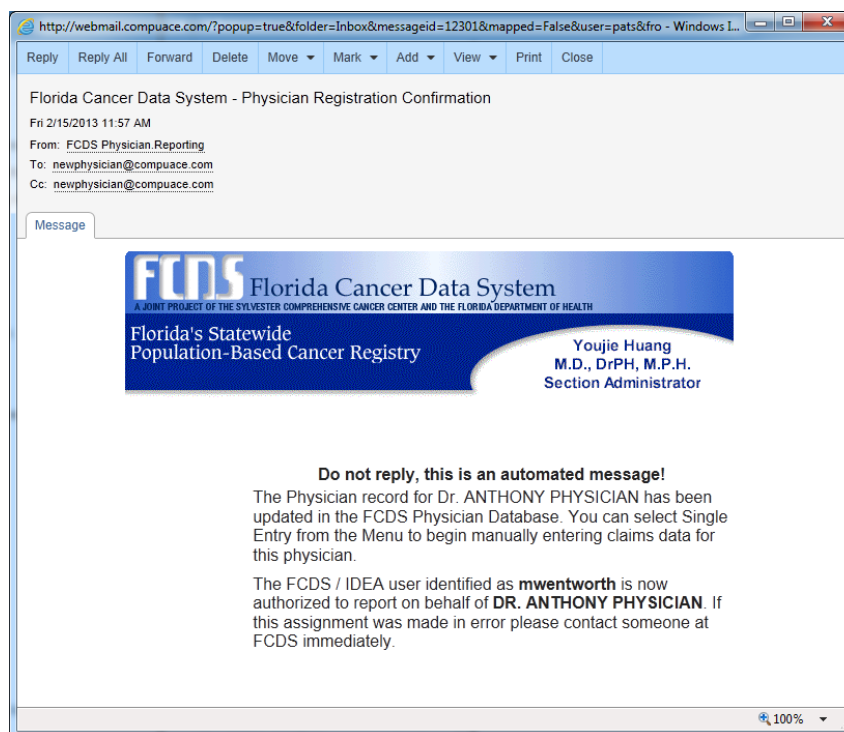 http://webmail.compuace.com/?popup=true&folder=Inbox&messageid=12301&mapped=False&user=pats&fro - Windows I...
Reply Reply All Forward Delete Move Mark Add View Print Close
Florida Cancer Data System - Physician Registration Confirmation
Fri 2/15/2013 11:57 AM
From: FCDS Physician.Reporting
To: newphysician@compuace.com
Cc: newphysician@compuace.com
Message
FCDS Florida Cancer Data System
A JOINT PROJECT OF THE SYLVESTER COMPREHENSIVE CANCER CENTER AND THE FLORIDA DEPARTMENT OF HEALTH
Florida's Statewide
Population-Based Cancer Registry
Youjie Huang
M.D., DrPH, M.P.H.
Section Administrator
Do not reply, this is an automated message!
The Physician record for Dr. ANTHONY PHYSICIAN has been
updated in the FCDS Physician Database. You can select Single
Entry from the Menu to begin manually entering claims data for
this physician.
The FCDS / IDEA user identified as mwentworth is now
authorized to report on behalf of DR. ANTHONY PHYSICIAN. If
this assignment was made in error please contact someone at
FCDS immediately.
100%